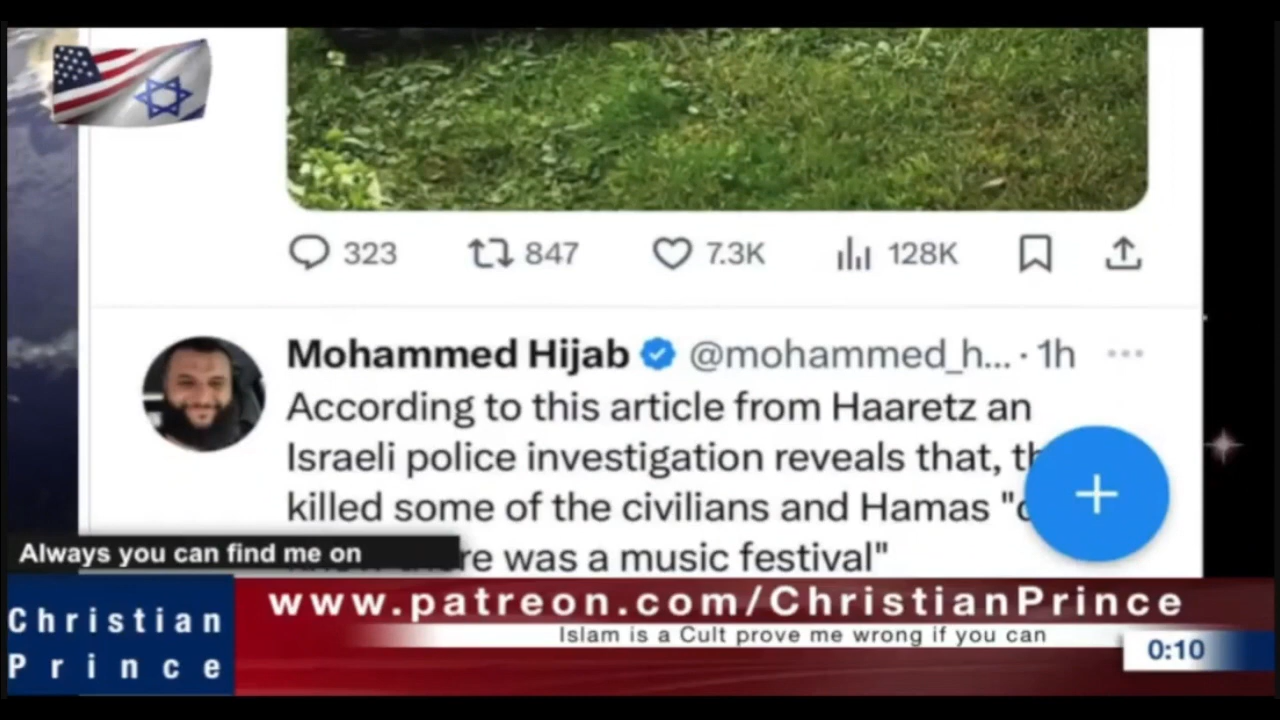 323 847 7.3K 128K
Mohammed Hijab @mohammed_h... · 1h
According to this article from Haaretz an
Israeli police investigation reveals that,
killed some of the civilians and Hamas "
was a music festival"
Always you can find me on
www.patreon.com/ChristianPrince
Islam is a Cult prove me wrong if you can
Christian
Prince
0:10